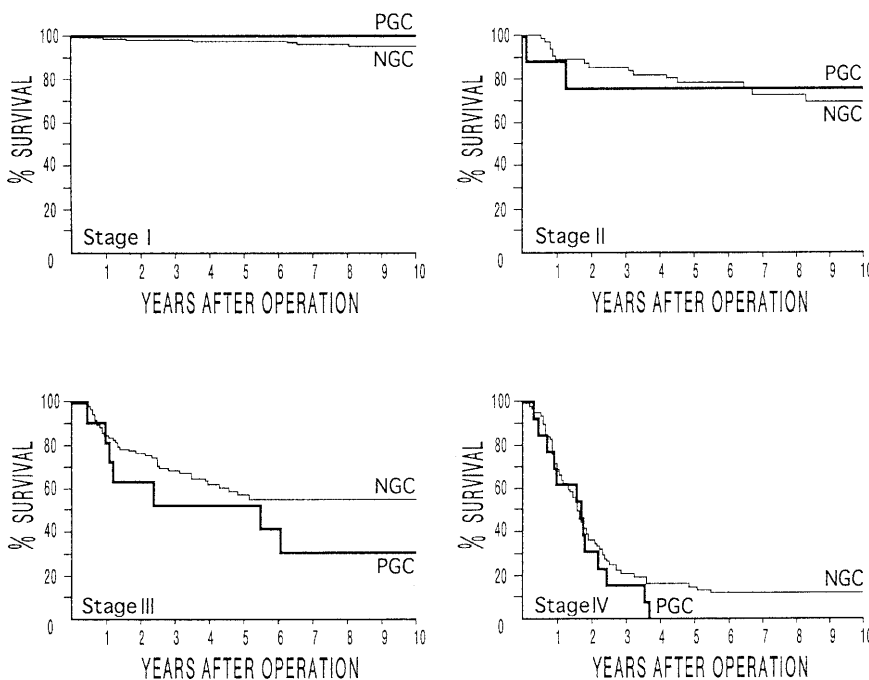 PGC
NGC
100
80
60
40
20
0
% SURVIVAL
Stage I
1 2 3 4 5 6 7 8 9 10
YEARS AFTER OPERATION
PGC
NGC
100
80
60
40
20
0
% SURVIVAL
Stage II
1 2 3 4 5 6 7 8 9 10
YEARS AFTER OPERATION
100
80
60
40
20
0
% SURVIVAL
NGC
PGC
Stage III
1 2 3 4 5 6 7 8 9 10
YEARS AFTER OPERATION
100
80
60
40
20
0
% SURVIVAL
NGC
PGC
Stage IV
1 2 3 4 5 6 7 8 9 10
YEARS AFTER OPERATION